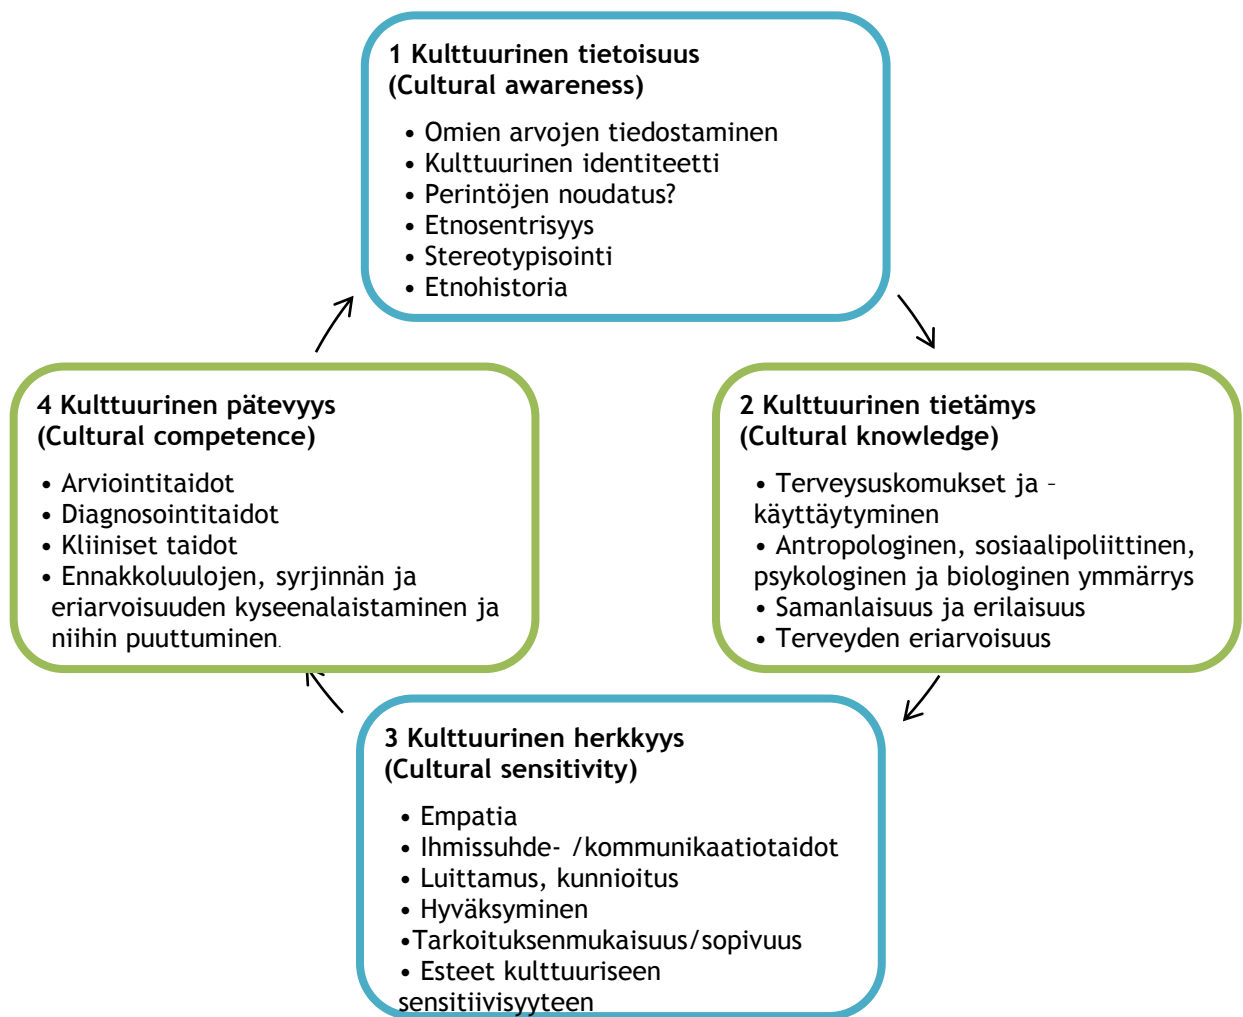 1 Kulttuurinen tietoisuus
(Cultural awareness)
• Omien arvojen tiedostaminen
• Kulttuurinen identiteetti
• Perintöjen noudatus?
• Etnosentrisyys
• Stereotypisointi
• Etnohistoria
2 Kulttuurinen tietämys
(Cultural knowledge)
• Terveysuskomukset ja –
käyttäytyminen
• Antropologinen, sosiaalipoliittinen,
psykologinen ja biologinen ymmärrys
• Samanlaisuus ja erilaisuus
• Terveyden eriarvoisuus
3 Kulttuurinen herkkyys
(Cultural sensitivity)
• Empatia
• Ihmissuhde- /kommunikaatiotaidot
• Luittamus, kunnioitus
• Hyväksyminen
•Tarkoituksenmukaisuus/sopivuus
• Esteet kulttuuriseen
sensitiivisyyteen
4 Kulttuurinen pätevyys
(Cultural competence)
• Arviointitaidot
• Diagnosointitaidot
• Kliiniset taidot
• Ennakkoluulojen, syrjinnän ja
eriarvoisuuden kyseenalaistaminen ja
niihin puuttuminen.